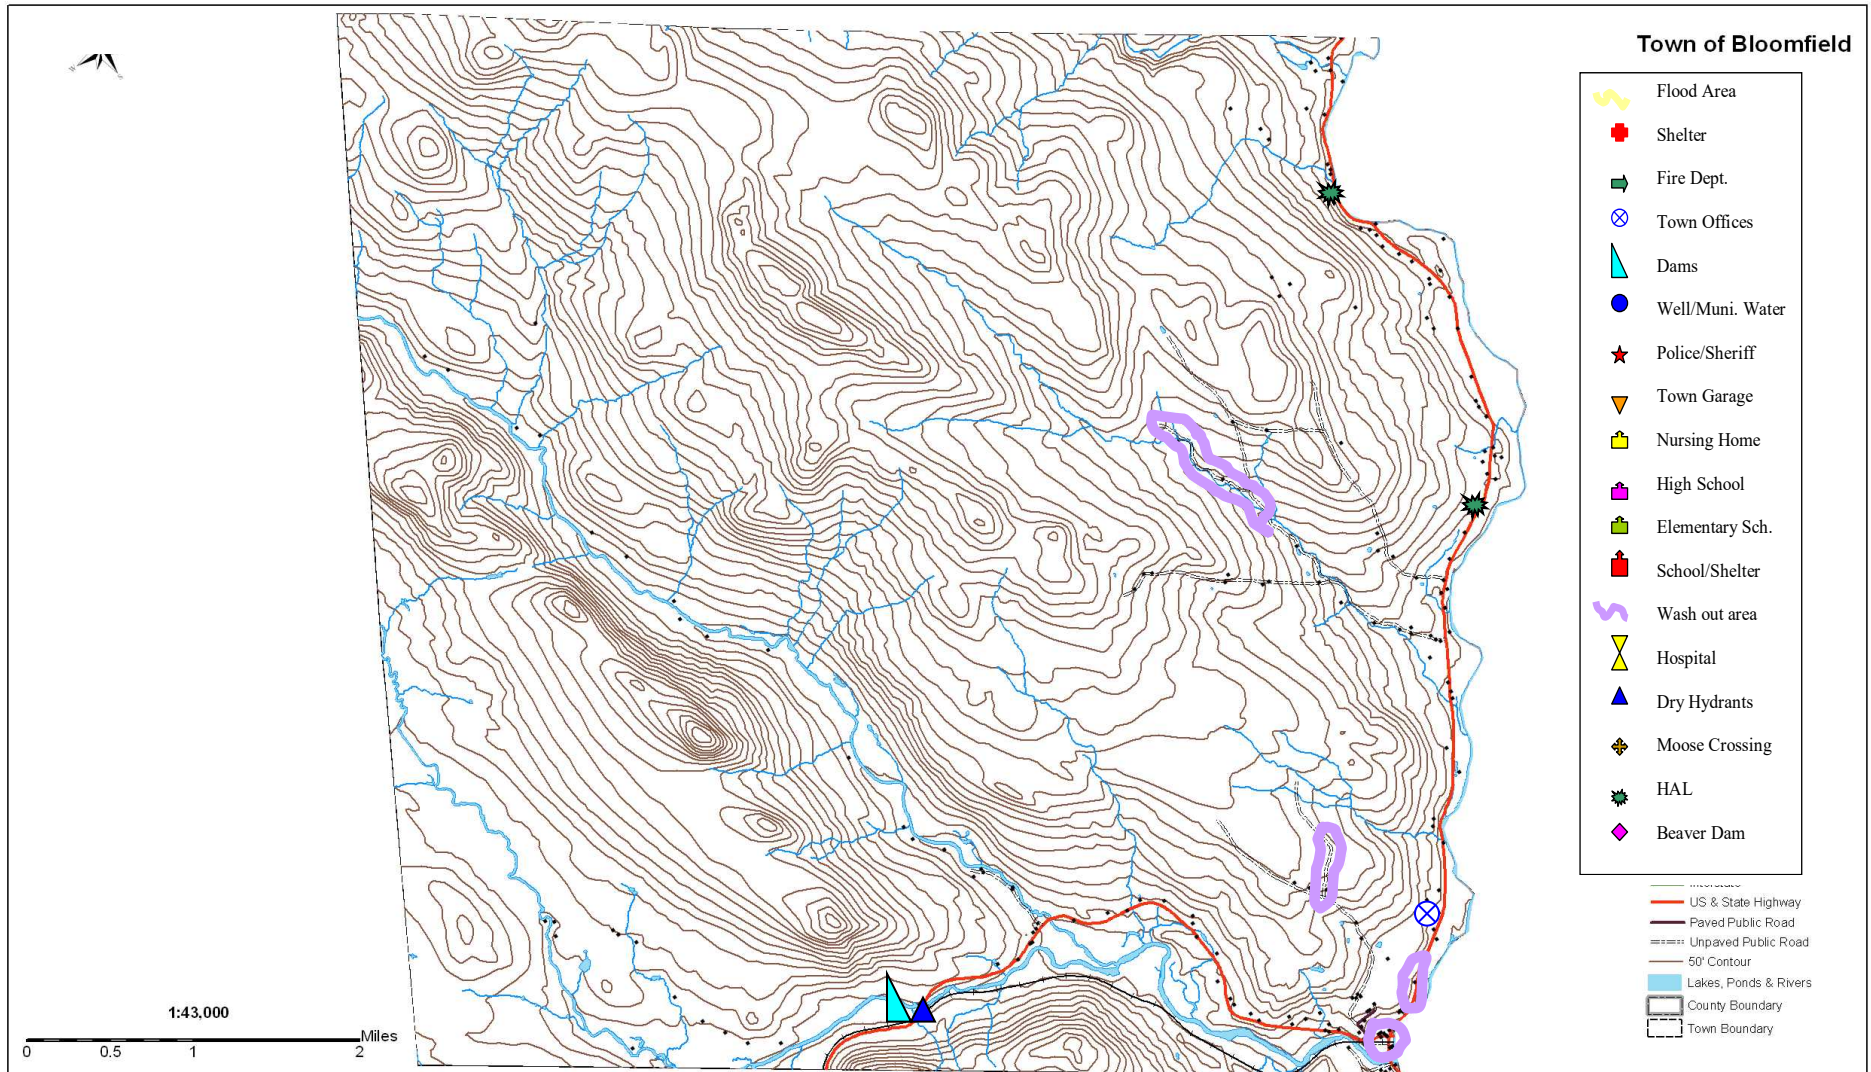 Town of Bloomfield
Flood Area
Shelter
Fire Dept.
Town Offices
Dams
Well/Muni. Water
Police/Sheriff
Town Garage
Nursing Home
High School
Elementary Sch.
School/Shelter
Wash out area
Hospital
Dry Hydrants
Moose Crossing
HAL
Beaver Dam
Interstate
US & State Highway
Paved Public Road
Unpaved Public Road
50' Contour
Lakes, Ponds & Rivers
County Boundary
Town Boundary
1:43,000
Miles
0 0.5 1 2